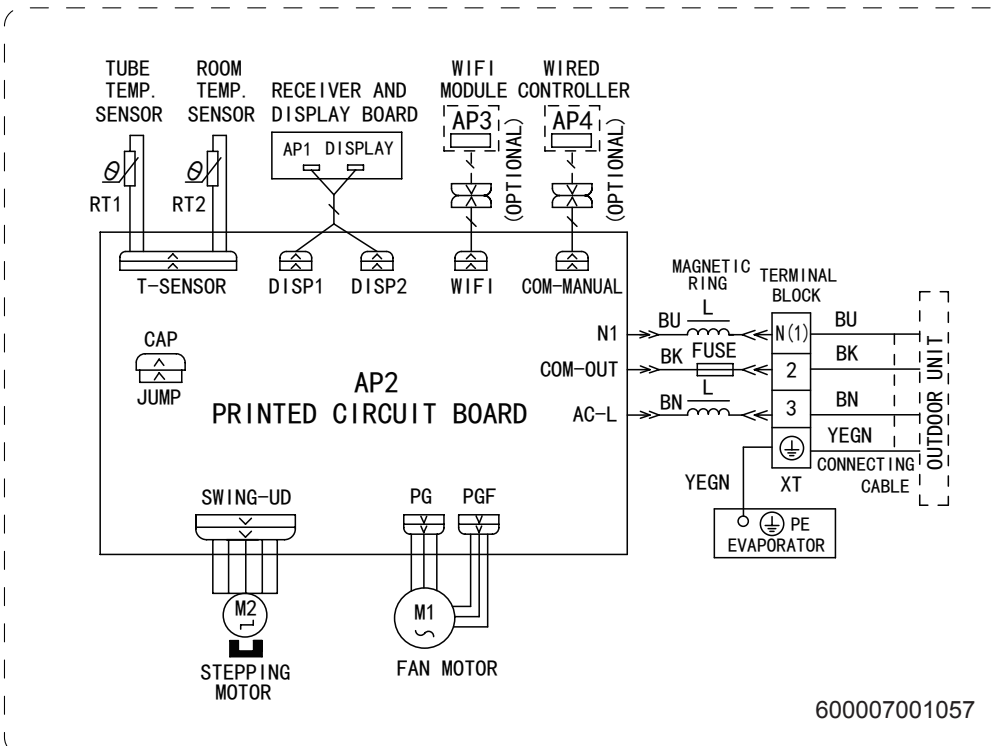 TUBE TEMP. SENSOR
ROOM TEMP. SENSOR
RECEIVER AND
DISPLAY BOARD
WIFI
MODULE
WIRED
CONTROLLER
AP1 DISPLAY
AP3
(OPTIONAL)
AP4
(OPTIONAL)
θ
RT1
θ
RT2
T-SENSOR
DISP1
DISP2
WIFI
COM-MANUAL
MAGNETIC
RING
TERMINAL
BLOCK
N1
BU
L
N(1)
BU
COM-OUT
BK
FUSE
2
BK
AC-L
BN
L
3
BN
YEGN
CONNECTING
CABLE
OUTDOOR UNIT
XT
YEGN
PE
EVAPORATOR
CAP
JUMP
AP2
PRINTED CIRCUIT BOARD
SWING-UD
PG
PGF
M2
STEPPING
MOTOR
M1
FAN MOTOR
600007001057